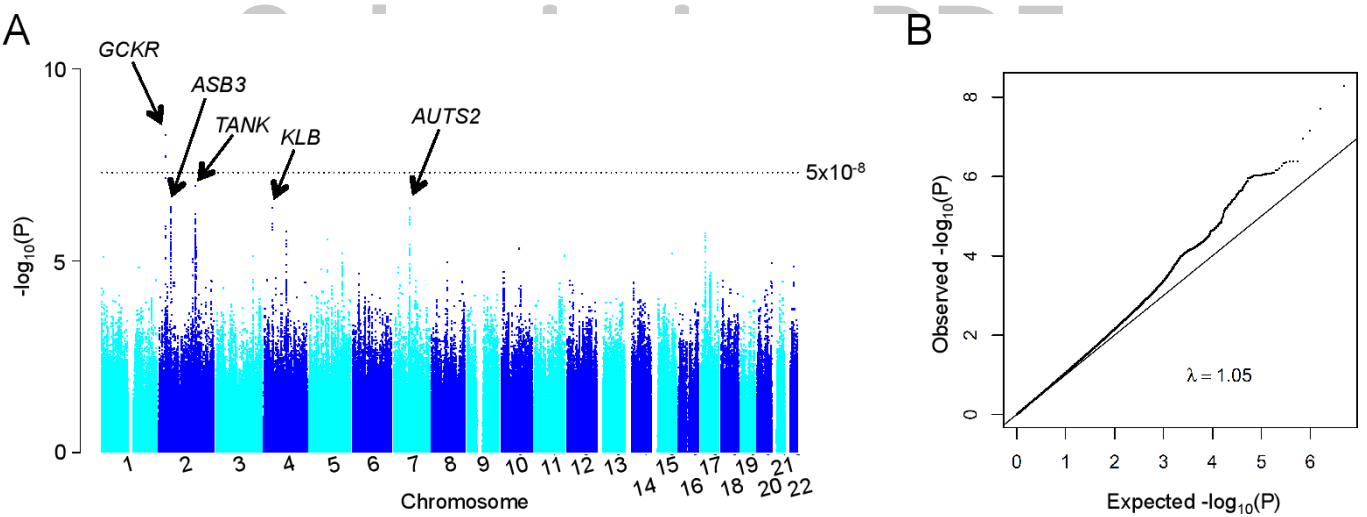 A
B
GCKR
ASB3
TANK
KLB
AUTS2
10
5
0
5x10⁻⁸
-log₁₀(P)
1 2 3 4 5 6 7 8 9 10 11 12 13 14 15 16 17 18 19 20 21 22
Chromosome
8
6
4
2
0
Observed -log₁₀(P)
λ = 1.05
0 1 2 3 4 5 6
Expected -log₁₀(P)